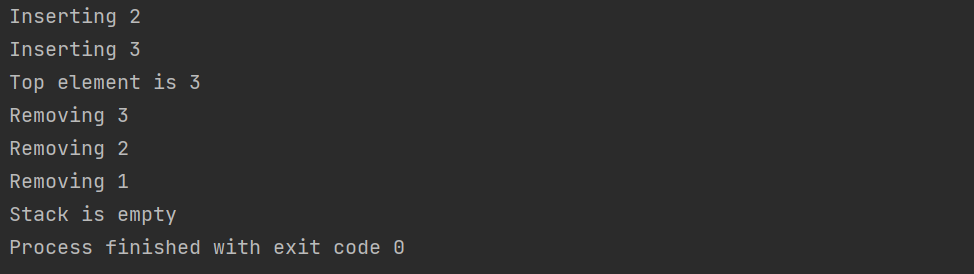 Inserting 2
Inserting 3
Top element is 3
Removing 3
Removing 2
Removing 1
Stack is empty
Process finished with exit code 0